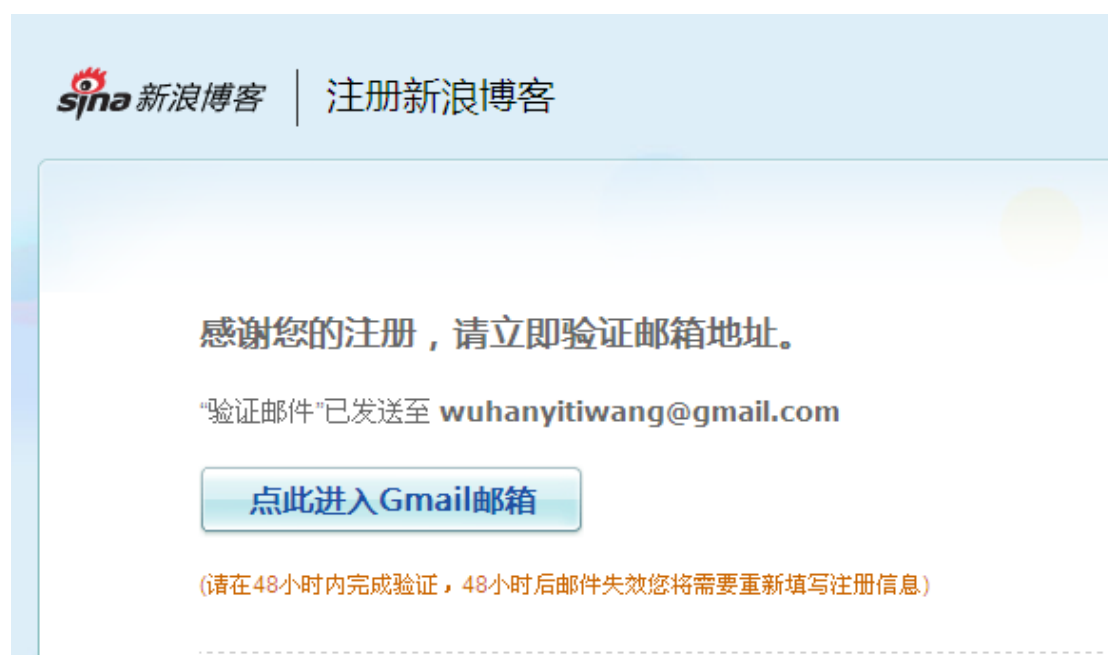 sina 新浪博客 注册新浪博客
感谢您的注册，请立即验证邮箱地址。
“验证邮件”已发送至 wuhanyitiwang@gmail.com
点此进入Gmail邮箱
(请在48小时内完成验证，48小时后邮件失效您将需要重新填写注册信息)